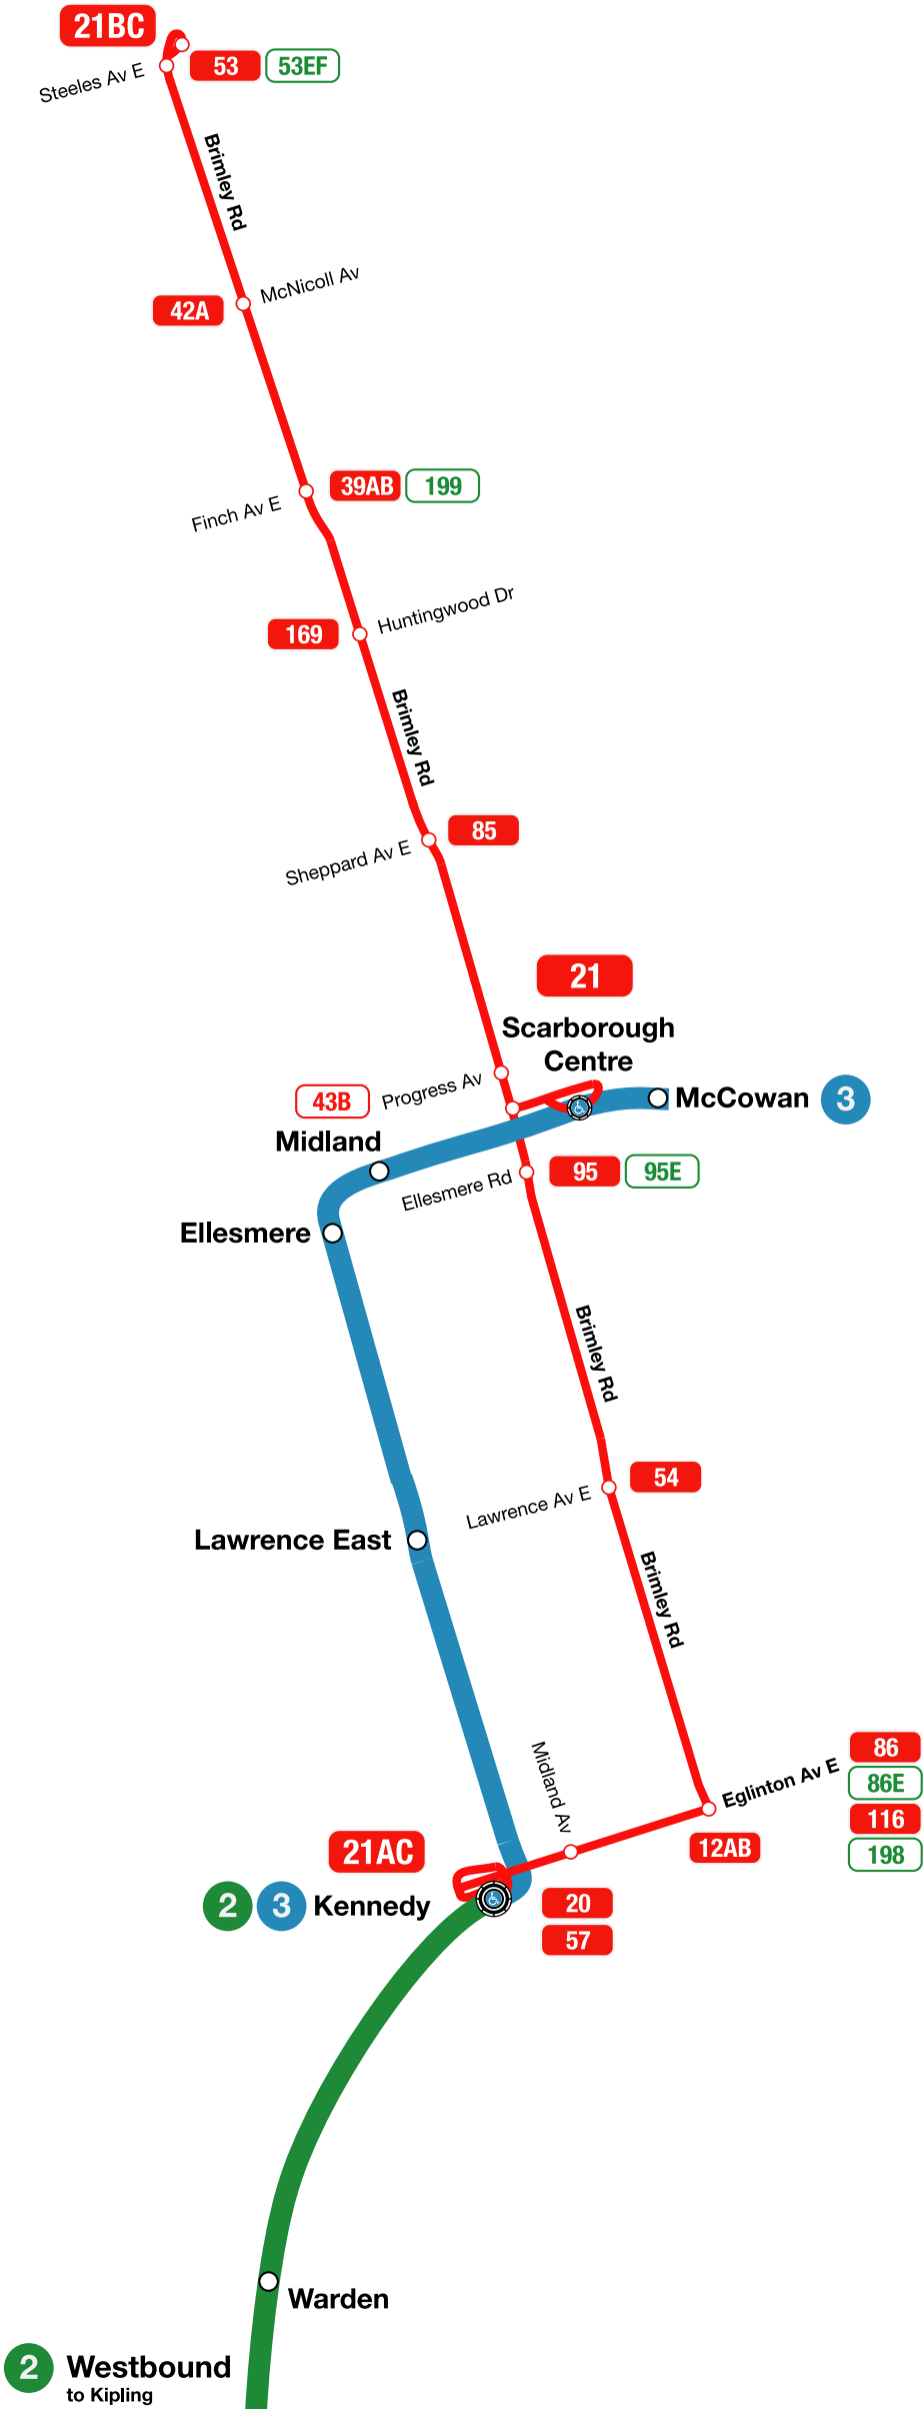 21BC
53 53EF
Steeles Av E
Brimley Rd
McNicoll Av
42A
39AB 199
Finch Av E
Huntingwood Dr
169
Brimley Rd
85
Sheppard Av E
21
Scarborough
Centre
43B Progress Av
McCowan 3
Midland
Ellesmere Rd
95 95E
Ellesmere
Brimley Rd
54
Lawrence Av E
Lawrence East
Brimley Rd
Midland Av
Eglinton Av E
86
86E
116
198
12AB
21AC
2 3 Kennedy
20
57
Warden
2 Westbound
to Kipling